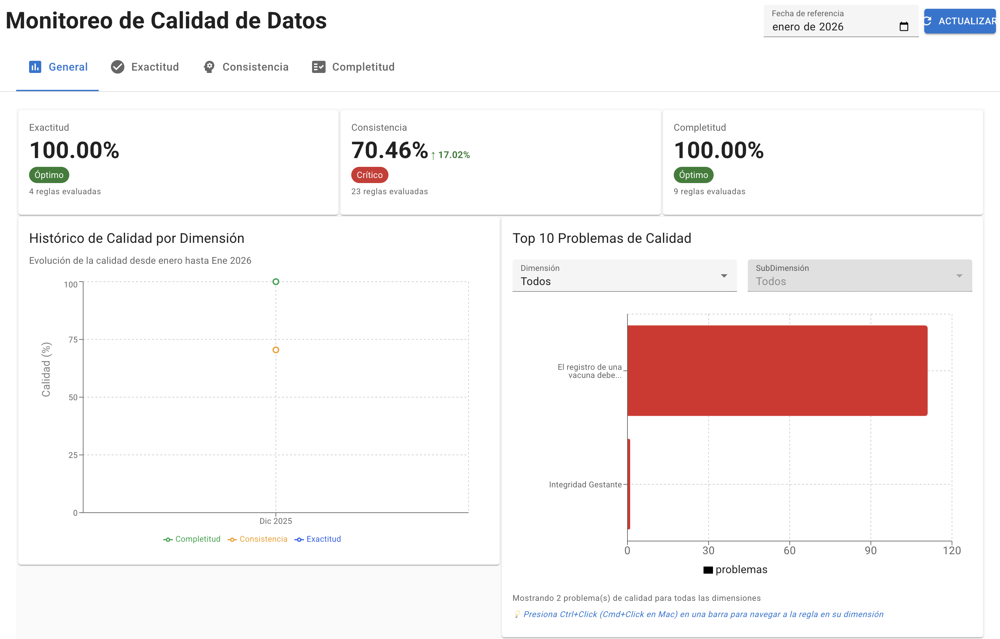 Monitoreo de Calidad de Datos
Fecha de referencia
enero de 2026
ACTUALIZAR
General
Exactitud
Consistencia
Completitud
Exactitud
100.00%
Óptimo
4 reglas evaluadas
Consistencia
70.46% ↑ 17.02%
Crítico
23 reglas evaluadas
Completitud
100.00%
Óptimo
9 reglas evaluadas
Histórico de Calidad por Dimensión
Evolución de la calidad desde enero hasta Ene 2026
Calidad (%)
100
75
50
25
0
Dic 2025
Completitud
Consistencia
Exactitud
Top 10 Problemas de Calidad
Dimensión
Todos
SubDimensión
Todos
El registro de una
vacuna debe...
Integridad Gestante
0 30 60 90 120
problemas
Mostrando 2 problema(s) de calidad para todas las dimensiones
💡 Presiona Ctrl+Click (Cmd+Click en Mac) en una barra para navegar a la regla en su dimensión